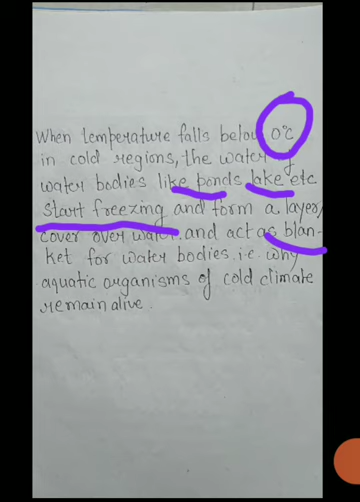 When temperature falls below 0°C
in cold regions, the water of
water bodies like ponds lake etc
start freezing and form a layer/
cover over water. and act as blan-
ket for water bodies. i.e. why
aquatic organisms of cold climate
remain alive.